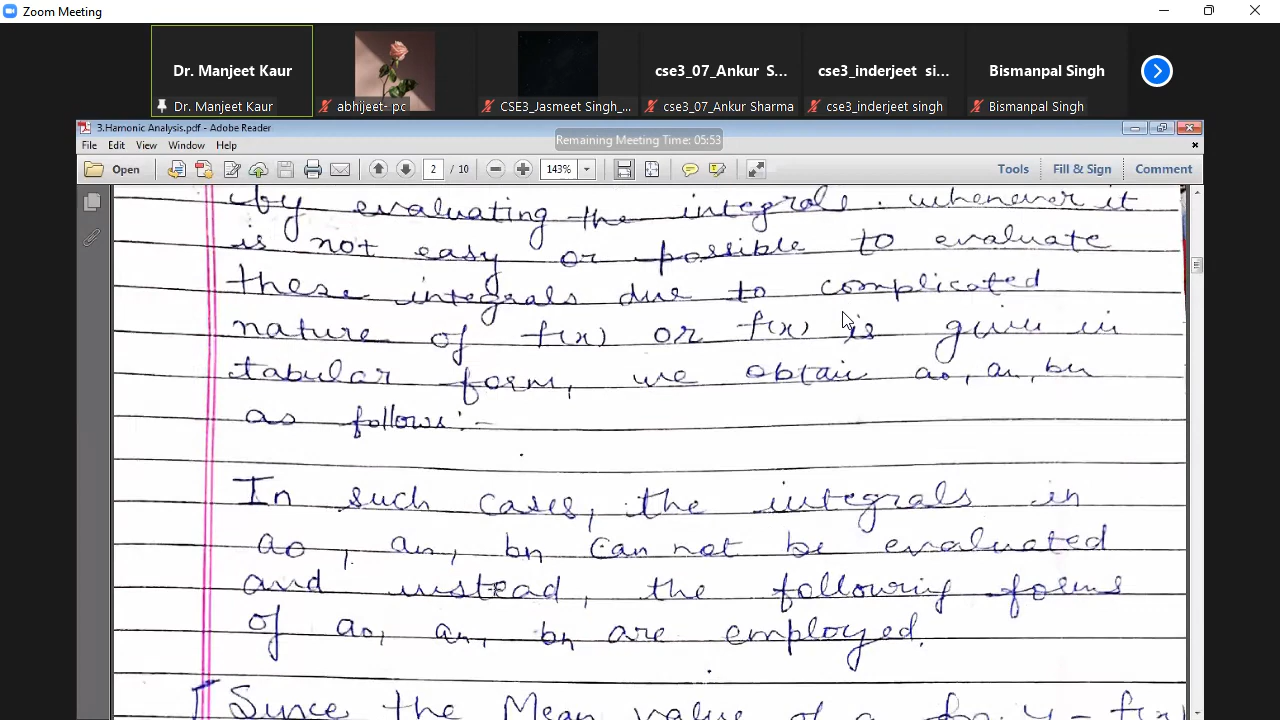 Zoom Meeting
Dr. Manjeet Kaur
cse3_07_Ankur S...
cse3_inderjeet si...
Bismanpal Singh
Dr. Manjeet Kaur
abhijeet- pc
CSE3_Jasmeet Singh_...
cse3_07_Ankur Sharma
cse3_inderjeet singh
Bismanpal Singh
3.Hamonic Analysis.pdf - Adobe Reader
Remaining Meeting Time: 05:53
File Edit View Window Help
Open 2 / 10 143% Tools Fill & Sign Comment
by evaluating the integrals. whenever it
is not easy or possible to evaluate
these integrals due to complicated
nature of f(x) or f(x) is given in
tabular form, we obtain a0, an, bn
as follows:-
In such cases, the integrals in
a0, an, bn can not be evaluated
and instead, the following forms
of a0, an, bn are employed.
Since the Mean value of a fn. y = f(x)